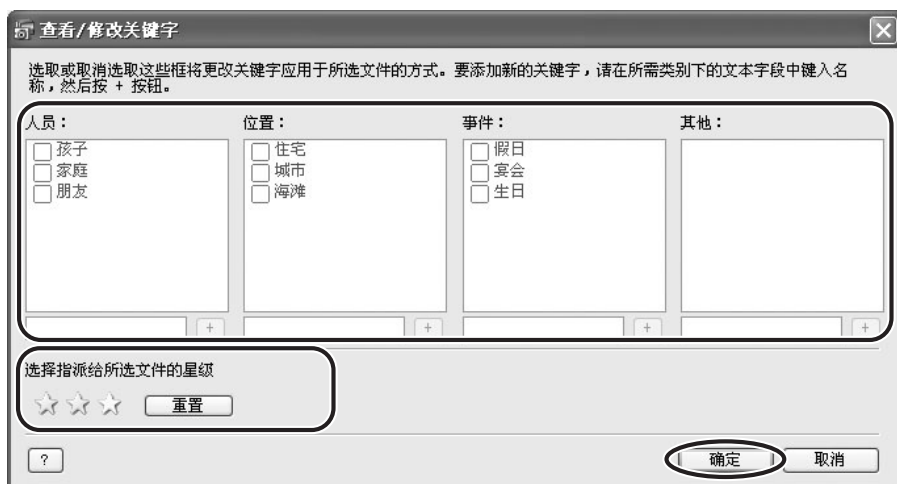 查看/修改关键字
选取或取消选取这些框将更改关键字应用于所选文件的方式。要添加新的关键字，请在所需类别下的文本字段中键入名
称，然后按 + 按钮。
人员： 位置： 事件： 其他：
孩子 住宅 假日
家庭 城市 宴会
朋友 海滩 生日
+ + + +
选择指派给所选文件的星级
重置
? 确定 取消